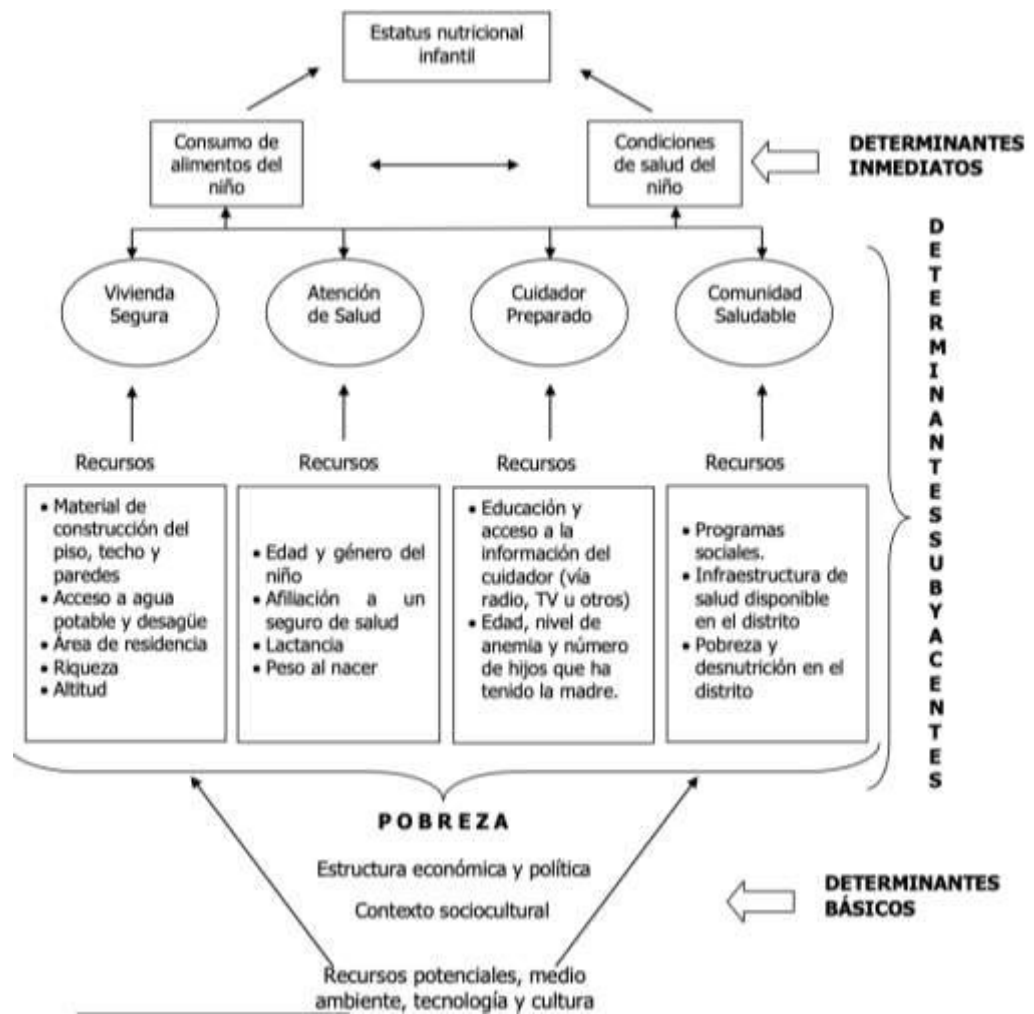 Estatus nutricional
infantil
Consumo de
alimentos del
niño
Condiciones
de salud del
niño
DETERMINANTES
INMEDIATOS
Vivienda
Segura
Atención
de Salud
Cuidador
Preparado
Comunidad
Saludable
DETERMINANTES SUBYACENTES
Recursos
Recursos
Recursos
Recursos
• Material de
construcción del
piso, techo y
paredes
• Acceso a agua
potable y desagüe
• Área de residencia
• Riqueza
• Altitud
• Edad y género del
niño
• Afiliación a un
seguro de salud
• Lactancia
• Peso al nacer
• Educación y
acceso a la
información del
cuidador (vía
radio, TV u otros)
• Edad, nivel de
anemia y número
de hijos que ha
tenido la madre.
• Programas
sociales.
• Infraestructura de
salud disponible
en el distrito
• Pobreza y
desnutrición en el
distrito
POBREZA
Estructura económica y política
Contexto sociocultural
DETERMINANTES
BÁSICOS
Recursos potenciales, medio
ambiente, tecnología y cultura